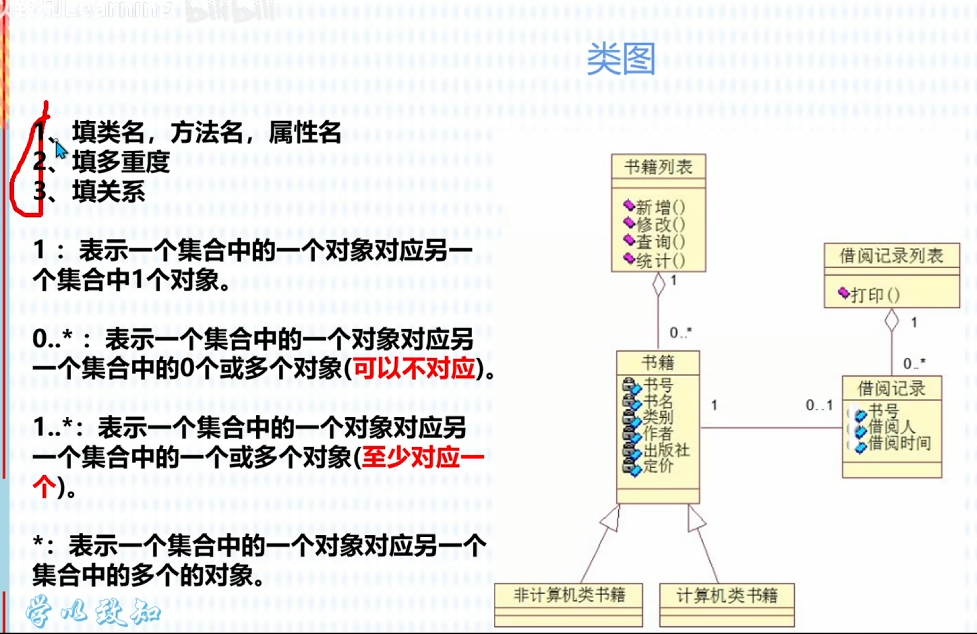 Learning bilibili
类图
1、填类名，方法名，属性名
2、填多重度
3、填关系
1 ：表示一个集合中的一个对象对应另一
个集合中1个对象。
0..* ：表示一个集合中的一个对象对应另
一个集合中的0个或多个对象(可以不对应)。
1..*：表示一个集合中的一个对象对应另
一个集合中的一个或多个对象(至少对应一
个)。
*：表示一个集合中的一个对象对应另一个
集合中的多个的对象。
学以致知
书籍列表
新增()
修改()
查询()
统计()
1
0..*
借阅记录列表
打印()
1
0..*
书籍
书号
书名
类别
作者
出版社
定价
1
0..1
借阅记录
书号
借阅人
借阅时间
非计算机类书籍
计算机类书籍